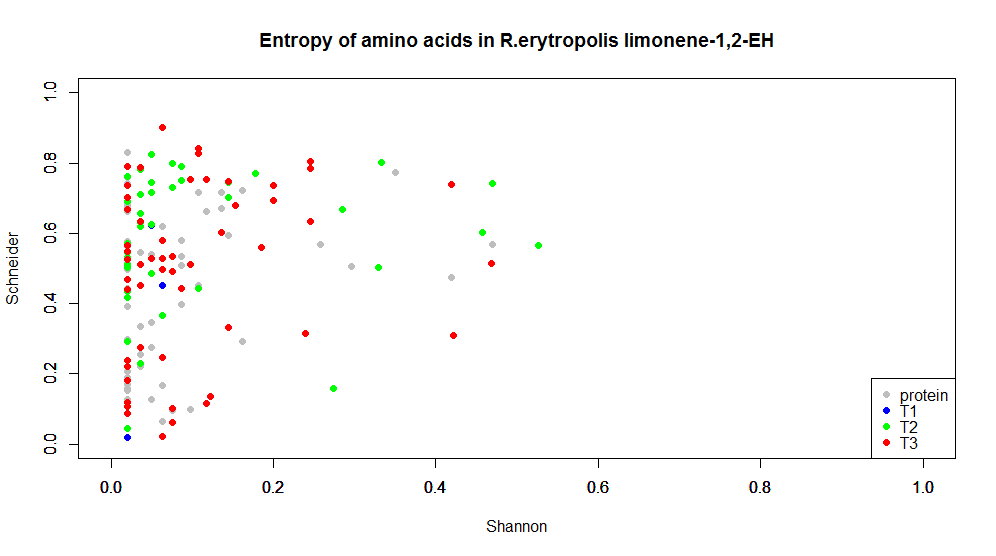 Entropy of amino acids in R.erytropolis limonene-1,2-EH
Schneider
1.0
0.8
0.6
0.4
0.2
0.0
0.0 0.2 0.4 0.6 0.8 1.0
Shannon
protein
T1
T2
T3